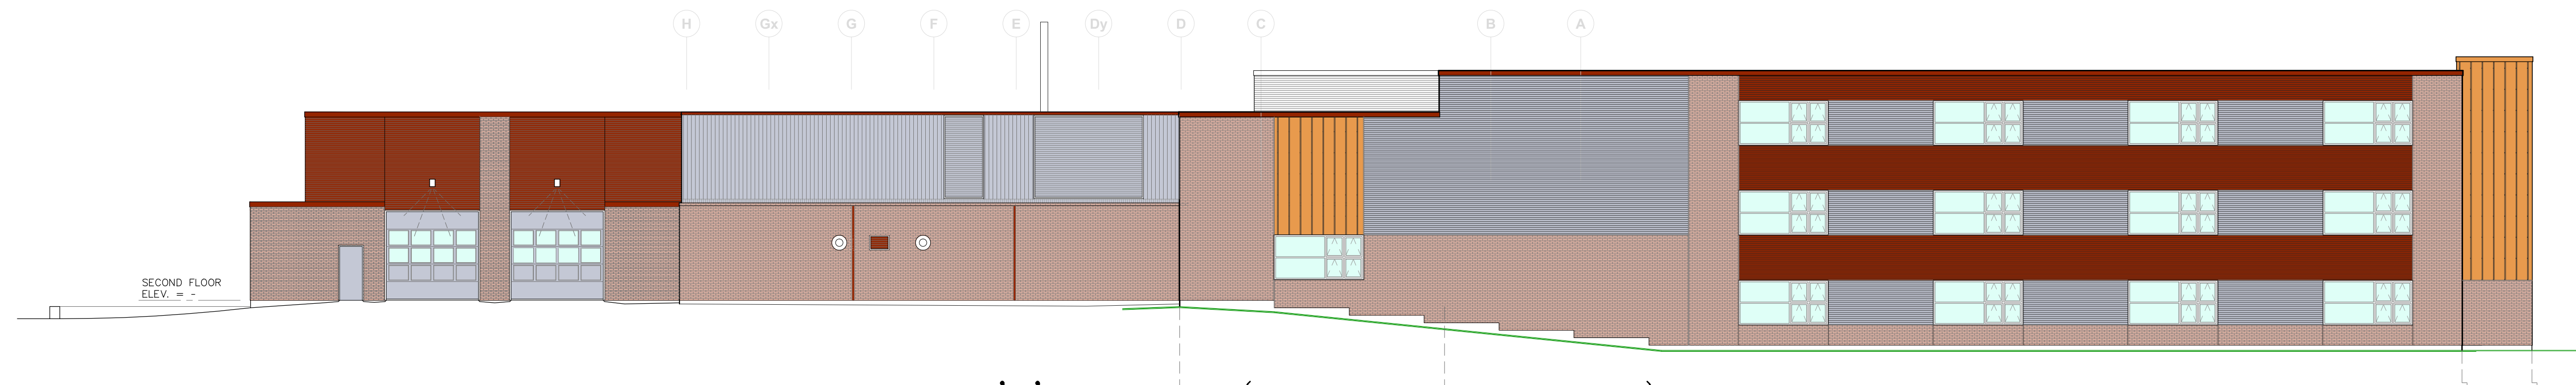 H Gx G F E Dy D C B A
SECOND FLOOR
ELEV. = -